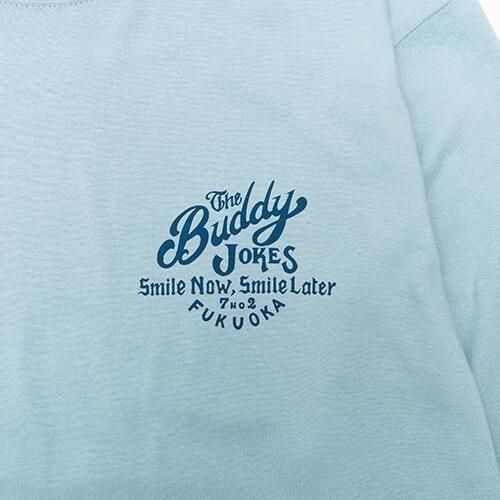 The
Buddy
JOKES
Smile Now, Smile Later
7NO2
FUKUOKA